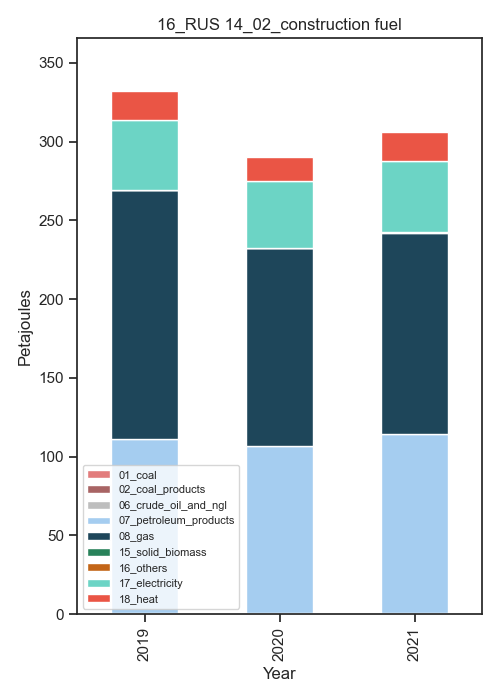 16_RUS 14_02_construction fuel
Petajoules
350
300
250
200
150
100
50
0
01_coal
02_coal_products
06_crude_oil_and_ngl
07_petroleum_products
08_gas
15_solid_biomass
16_others
17_electricity
18_heat
2019
2020
2021
Year